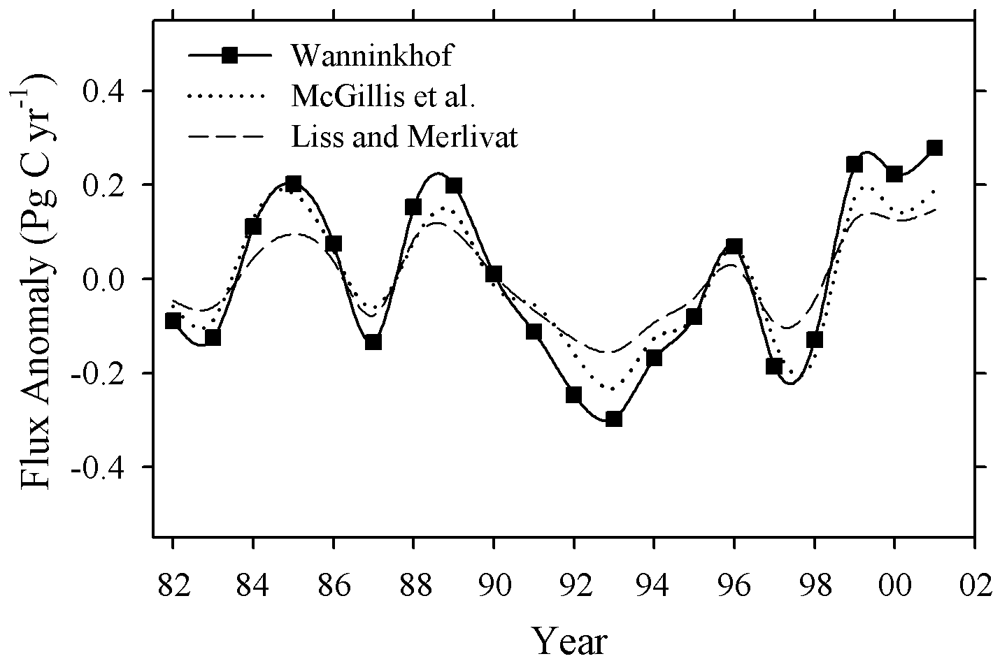 Wanninkhof
McGillis et al.
Liss and Merlivat
Flux Anomaly (Pg C yr⁻¹)
0.4
0.2
0.0
-0.2
-0.4
82 84 86 88 90 92 94 96 98 00 02
Year